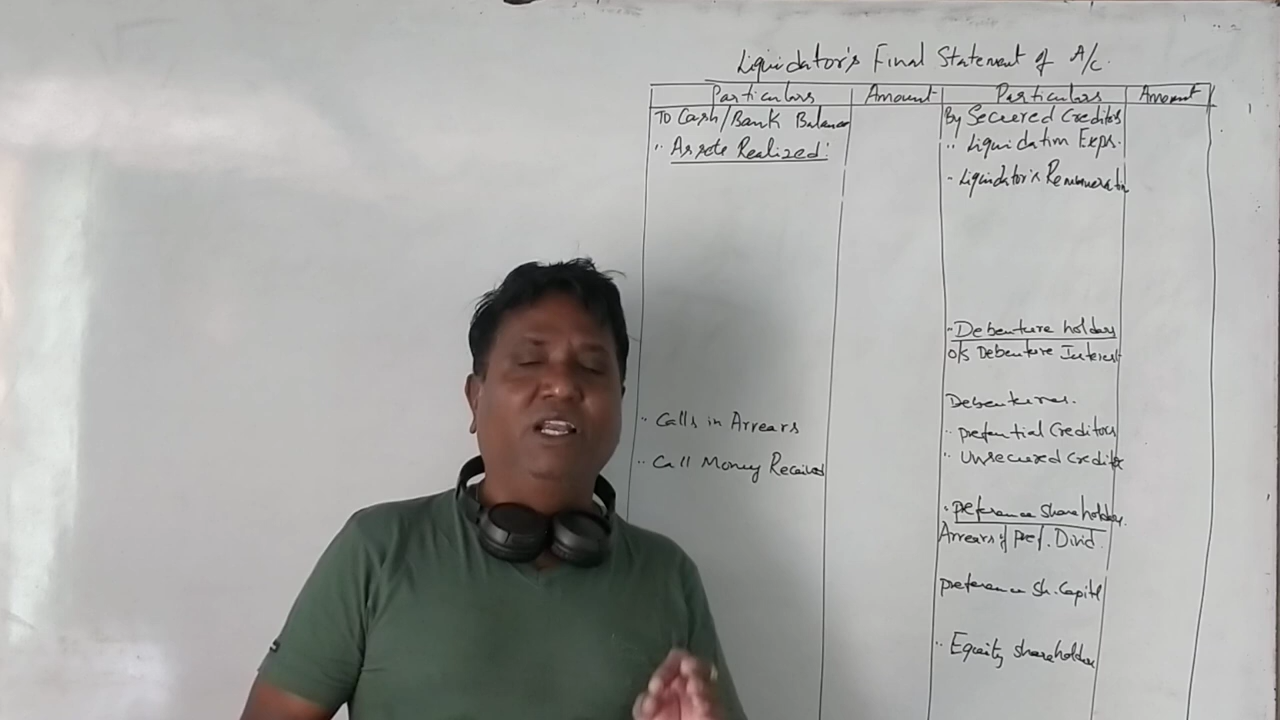 Liquidator's Final Statement of A/c.
Particulars Amount Particulars Amount
To Cash/Bank Balance
" Assets Realized:
" Calls in Arrears
" Call Money Received
By Secured Creditors
" Liquidation Exps.
" Liquidator's Remuneratn
" Debenture holders
o/s Debenture Interest
Debentures.
" preferential Creditors
" Unsecured Creditors
" preference Shareholders.
Arrears of Pref. Divid.
preference Sh. Capital
" Equity Shareholders